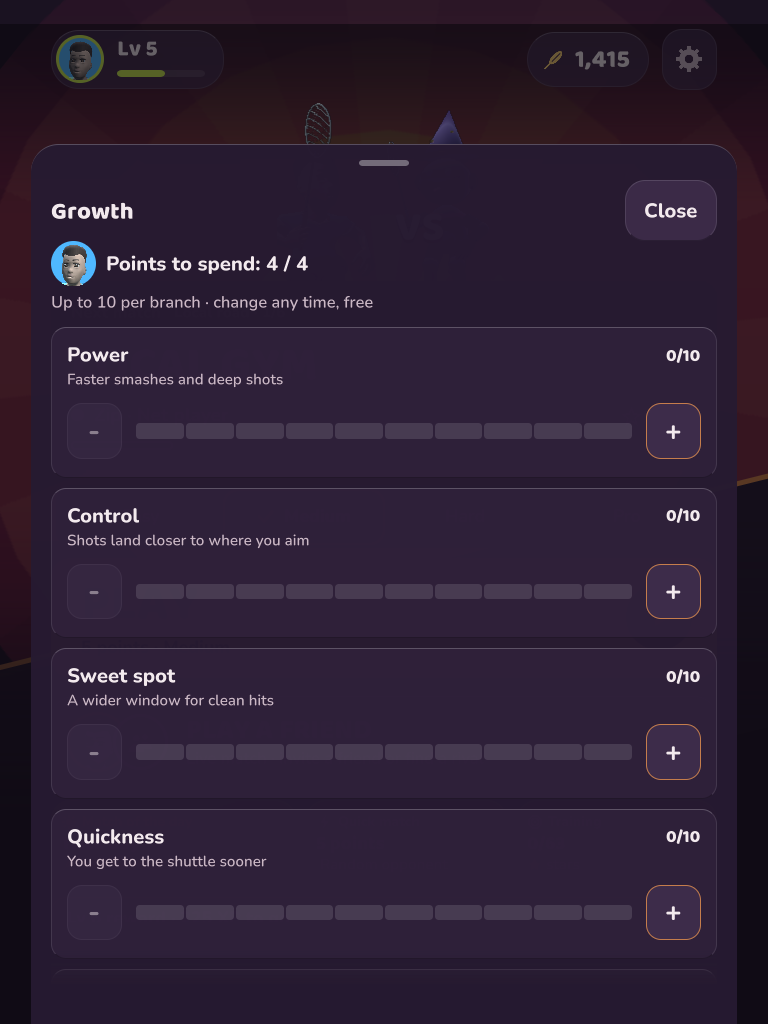 Lv 5
1,415
Growth
Close
Points to spend: 4 / 4
Up to 10 per branch · change any time, free
Power
0/10
Faster smashes and deep shots
-
+
Control
0/10
Shots land closer to where you aim
-
+
Sweet spot
0/10
A wider window for clean hits
-
+
Quickness
0/10
You get to the shuttle sooner
-
+